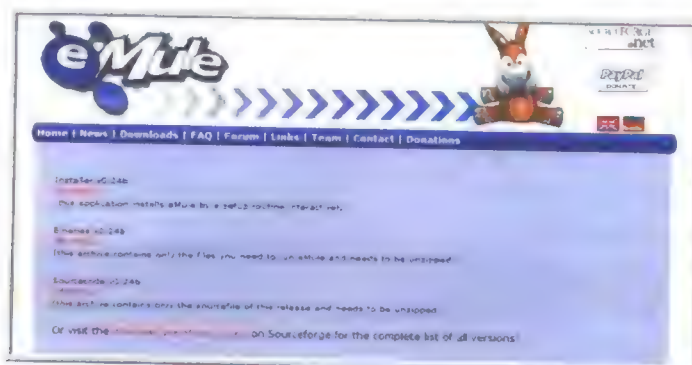 eMule
SOURCEFORGE
.net
PayPal
DONATE
Home | News | Downloads | FAQ | Forum | Links | Team | Contact | Donations
Installer v0.24b
This application installs eMule by a setup routine
Binaries v0.24b
(this archive contains only the files you need to run eMule and needs to be unzipped
Sourcecode v0.24b
(this archive contains only the sourcefile of this release and needs to be unzipped
Or visit the on Sourceforge for the complete list of all versions!